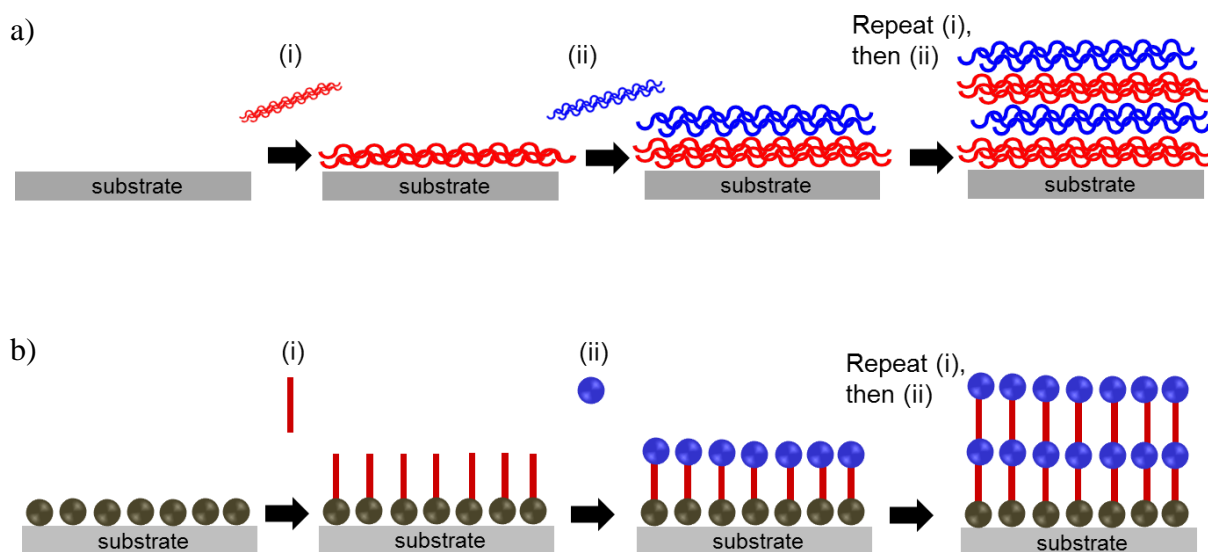 a)
(i)
(ii)
Repeat (i),
then (ii)
substrate
substrate
substrate
substrate
b)
(i)
(ii)
Repeat (i),
then (ii)
substrate
substrate
substrate
substrate